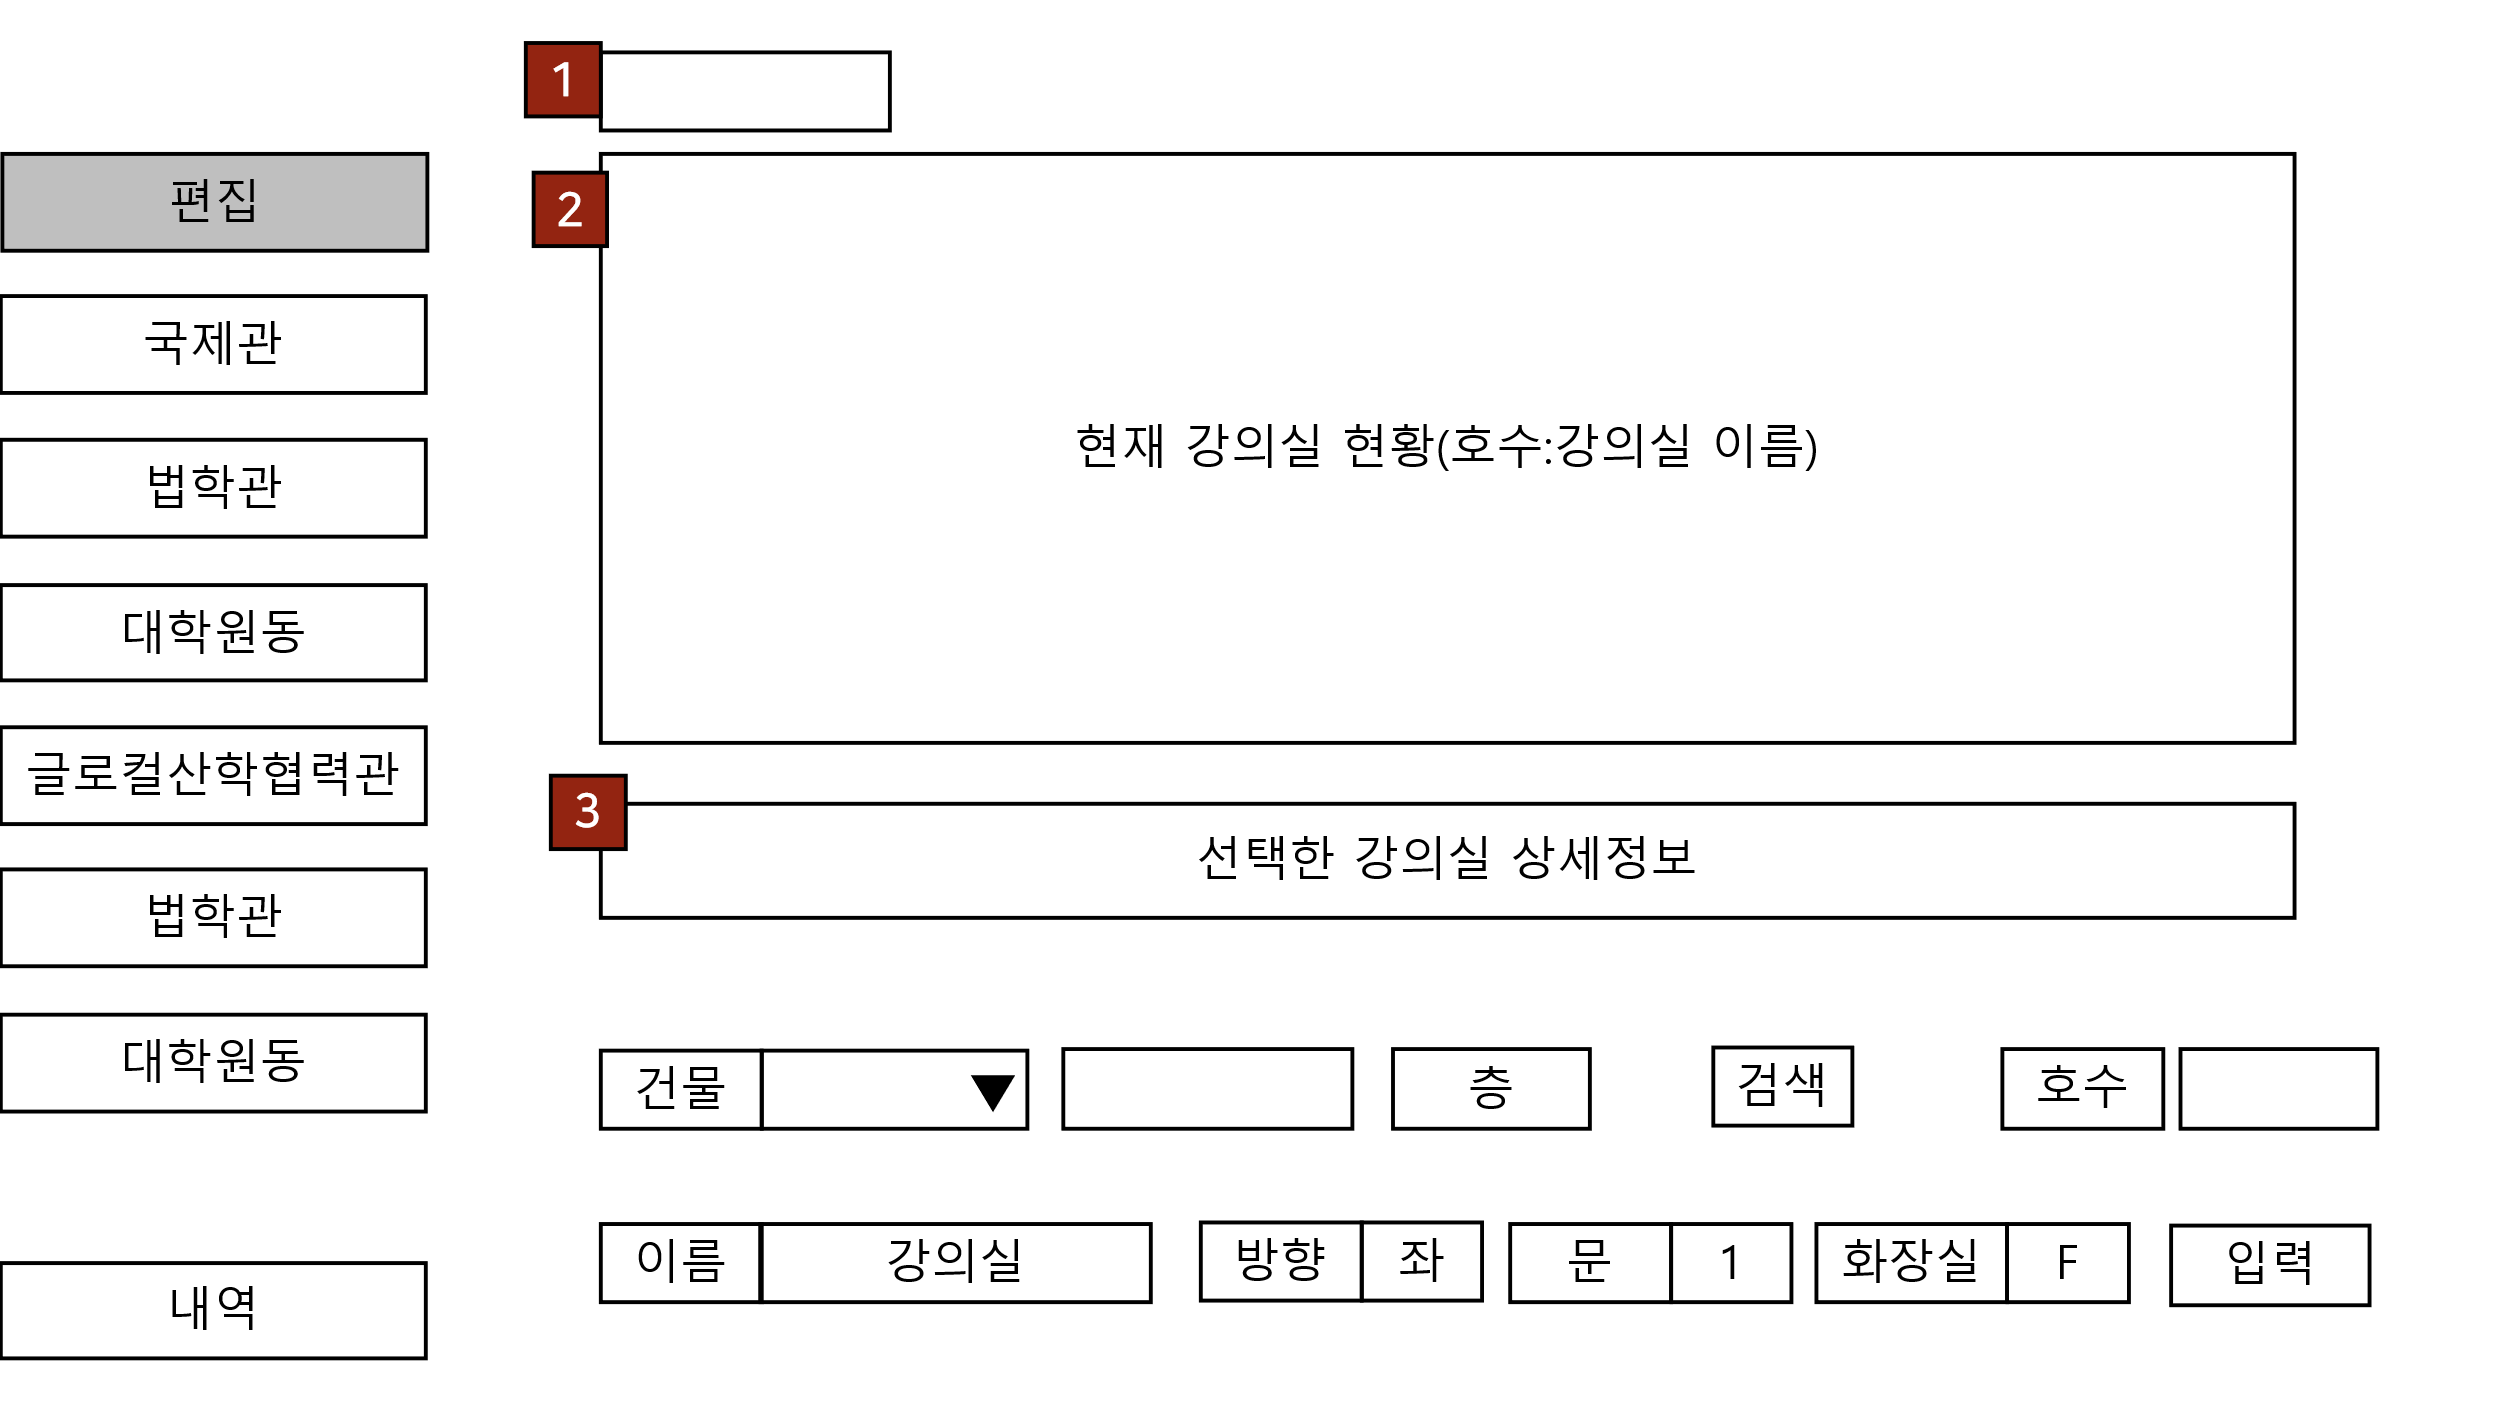 1
편집
2
국제관
현재 강의실 현황(호수:강의실 이름)
법학관
대학원동
글로컬산학협력관
3
선택한 강의실 상세정보
법학관
대학원동
건물 ▼ 층 검색 호수
이름 강의실 방향 좌 문 1 화장실 F 입력
내역